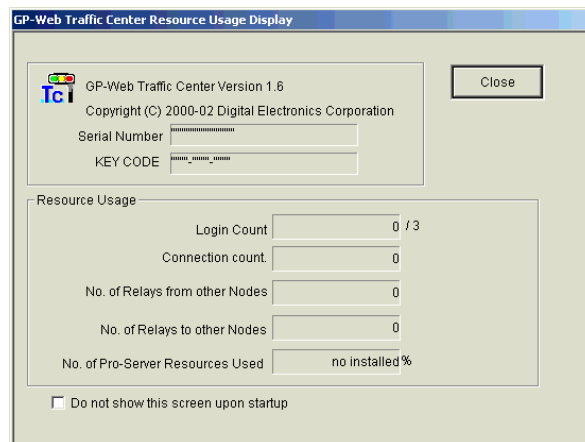 GP-Web Traffic Center Resource Usage Display
GP-Web Traffic Center Version 1.6
Close
Copyright (C) 2000-02 Digital Electronics Corporation
Serial Number
KEY CODE
Resource Usage
Login Count 0 / 3
Connection count. 0
No. of Relays from other Nodes 0
No. of Relays to other Nodes 0
No. of Pro-Server Resources Used no installed %
Do not show this screen upon startup